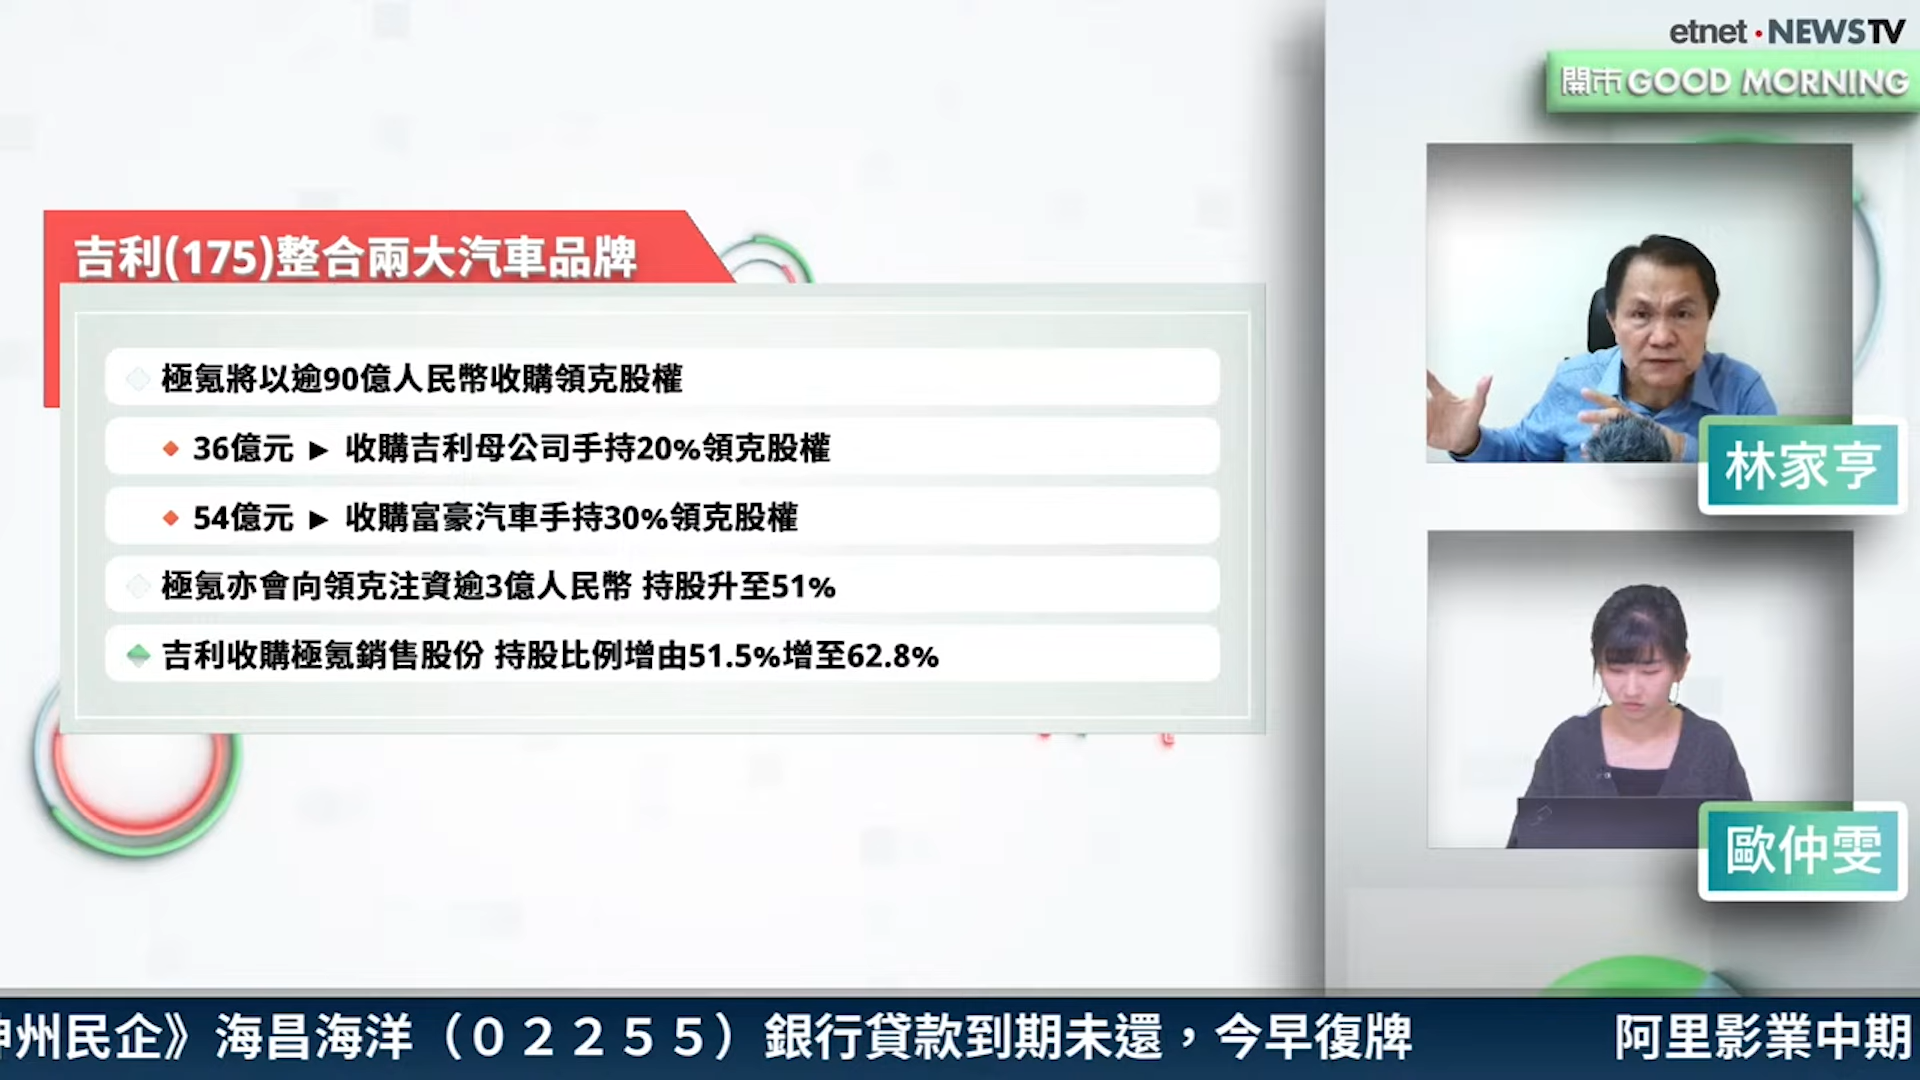 etnet•NEWSTV
開市GOOD MORNING
吉利(175)整合兩大汽車品牌
極氪將以逾90億人民幣收購領克股權
36億元 ► 收購吉利母公司手持20%領克股權
54億元 ► 收購富豪汽車手持30%領克股權
極氪亦會向領克注資逾3億人民幣 持股升至51%
吉利收購極氪銷售股份 持股比例增由51.5%增至62.8%
林家亨
歐仲雯
神州民企》海昌海洋（０２２５５）銀行貸款到期未還，今早復牌 阿里影業中期